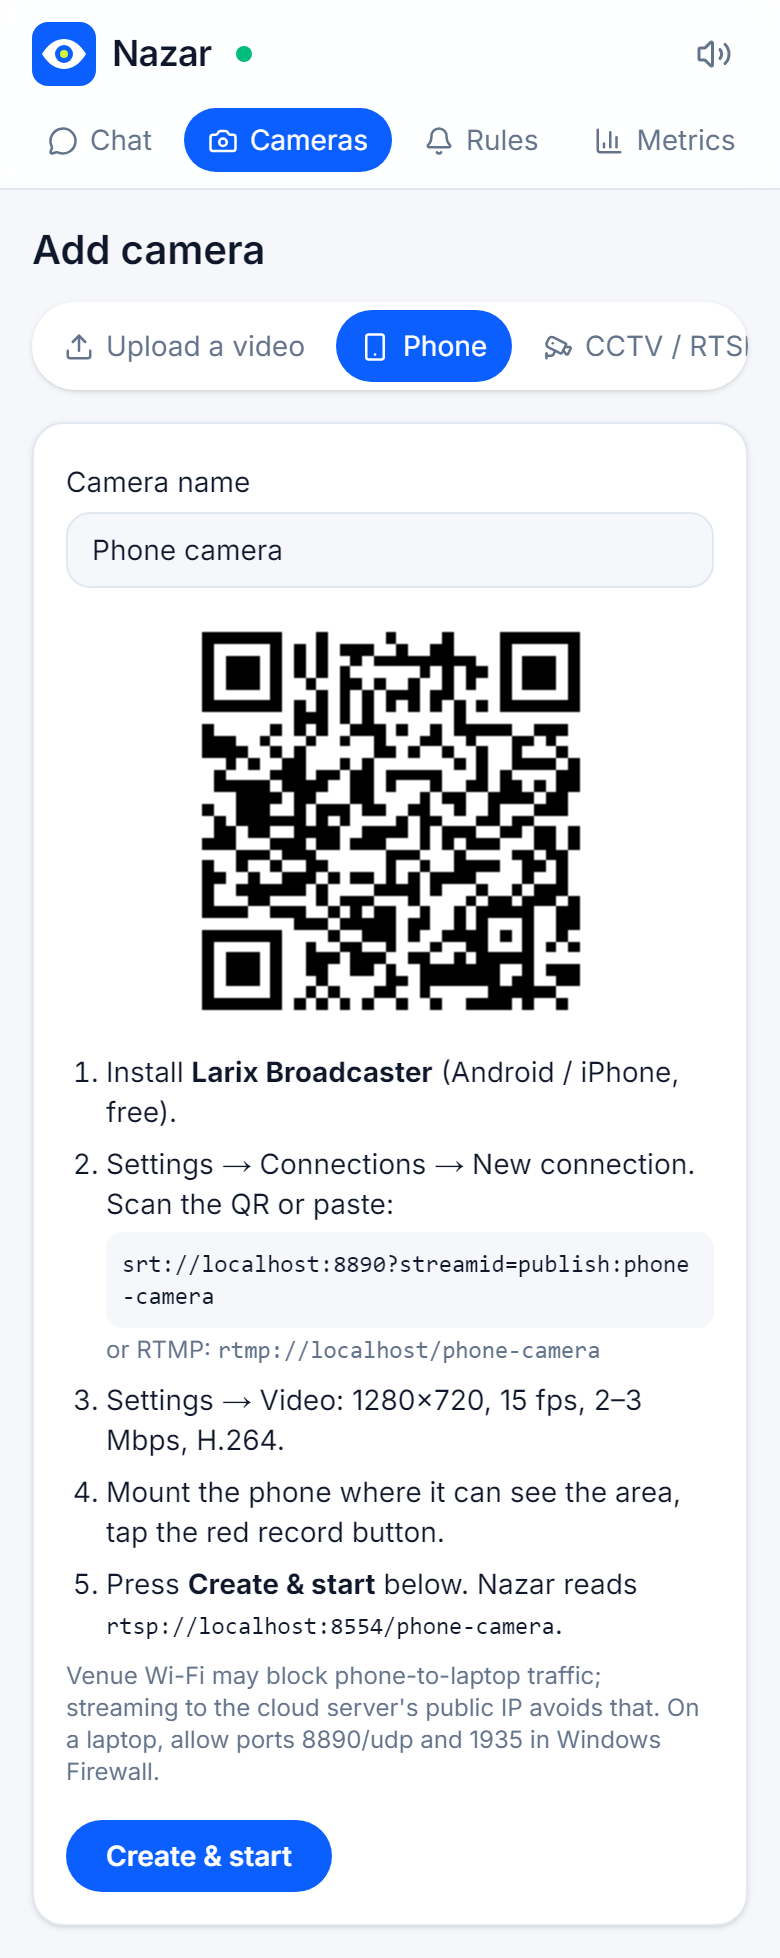 Nazar
Chat
Cameras
Rules
Metrics
Add camera
Upload a video
Phone
CCTV / RTS
Camera name
Phone camera
1. Install Larix Broadcaster (Android / iPhone,
free).
2. Settings → Connections → New connection.
Scan the QR or paste:
srt://localhost:8890?streamid=publish:phone
-camera
or RTMP: rtmp://localhost/phone-camera
3. Settings → Video: 1280×720, 15 fps, 2–3
Mbps, H.264.
4. Mount the phone where it can see the area,
tap the red record button.
5. Press Create & start below. Nazar reads
rtsp://localhost:8554/phone-camera.
Venue Wi-Fi may block phone-to-laptop traffic;
streaming to the cloud server's public IP avoids that. On
a laptop, allow ports 8890/udp and 1935 in Windows
Firewall.
Create & start